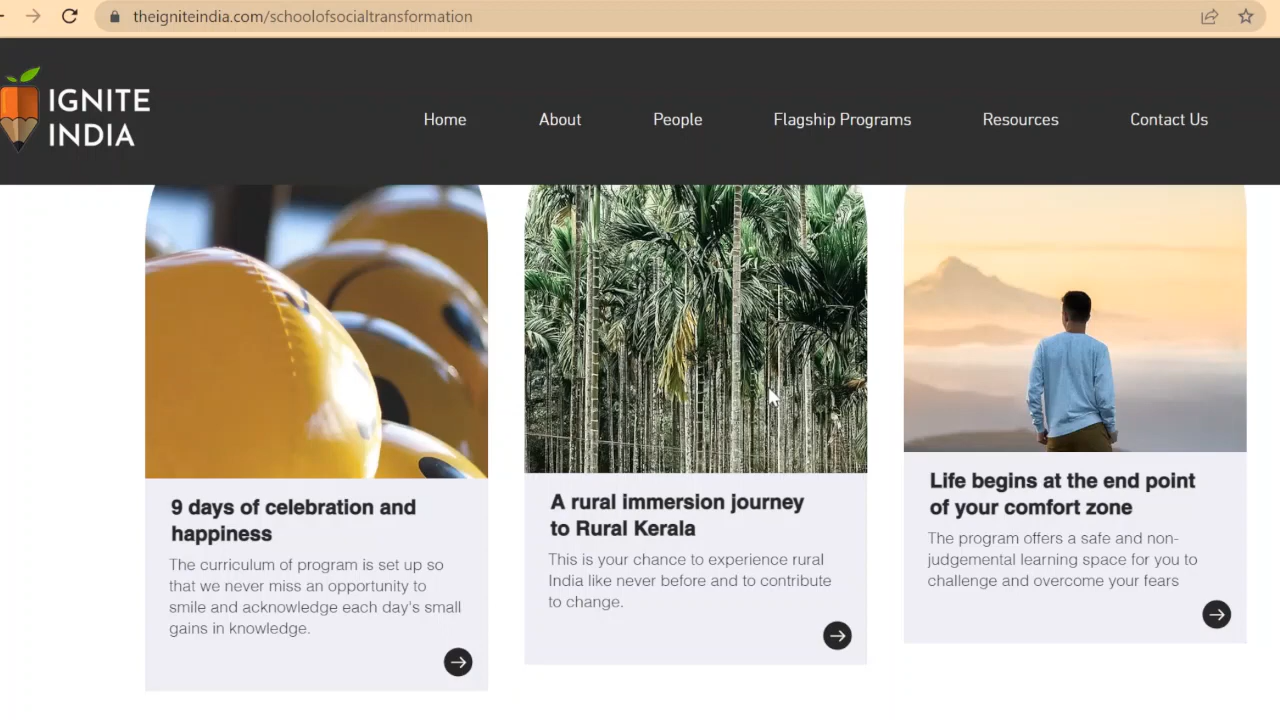 theigniteindia.com/schoolofsocialtransformation
IGNITE
INDIA
Home About People Flagship Programs Resources Contact Us
9 days of celebration and
happiness
The curriculum of program is set up so
that we never miss an opportunity to
smile and acknowledge each day's small
gains in knowledge.
A rural immersion journey
to Rural Kerala
This is your chance to experience rural
India like never before and to contribute
to change.
Life begins at the end point
of your comfort zone
The program offers a safe and non-
judgemental learning space for you to
challenge and overcome your fears